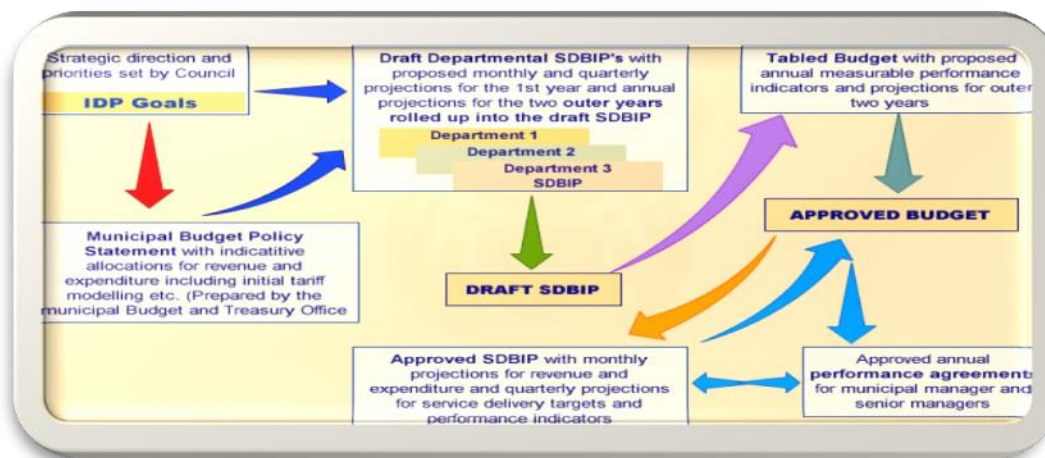 Strategic direction and
priorities set by Council
IDP Goals
Municipal Budget Policy
Statement with indicatitive
allocations for revenue and
expenditure including initial tariff
modelling etc. (Prepared by the
municipal Budget and Treasury Office
Draft Departmental SDBIP's with
proposed monthly and quarterly
projections for the 1st year and annual
projections for the two outer years
rolled up into the draft SDBIP
Department 1
Department 2
Department 3
SDBIP
DRAFT SDBIP
Tabled Budget with proposed
annual measurable performance
indicators and projections for outer
two years
APPROVED BUDGET
Approved SDBIP with monthly
projections for revenue and
expenditure and quarterly projections
for service delivery targets and
performance indicators
Approved annual
performance agreements
for municipal manager and
senior managers